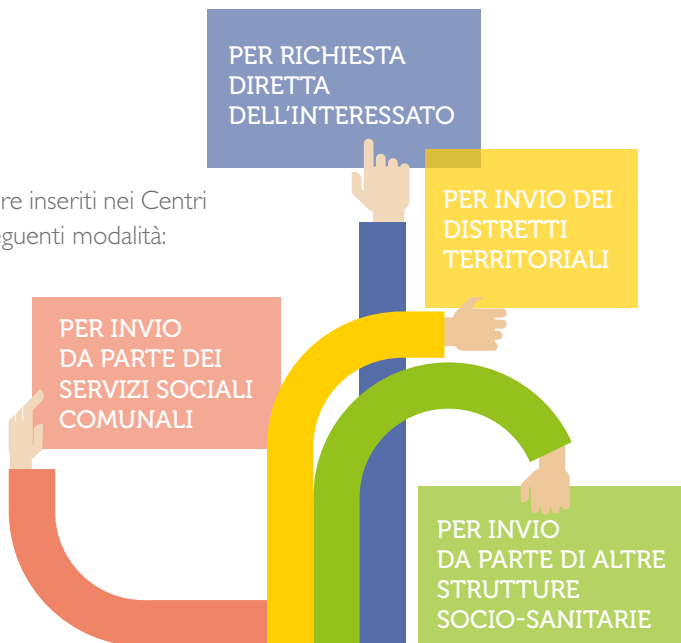 PER RICHIESTA
DIRETTA
DELL'INTERESSATO
re inseriti nei Centri
eguenti modalità:
PER INVIO DEI
DISTRETTI
TERRITORIALI
PER INVIO
DA PARTE DEI
SERVIZI SOCIALI
COMUNALI
PER INVIO
DA PARTE DI ALTRE
STRUTTURE
SOCIO-SANITARIE